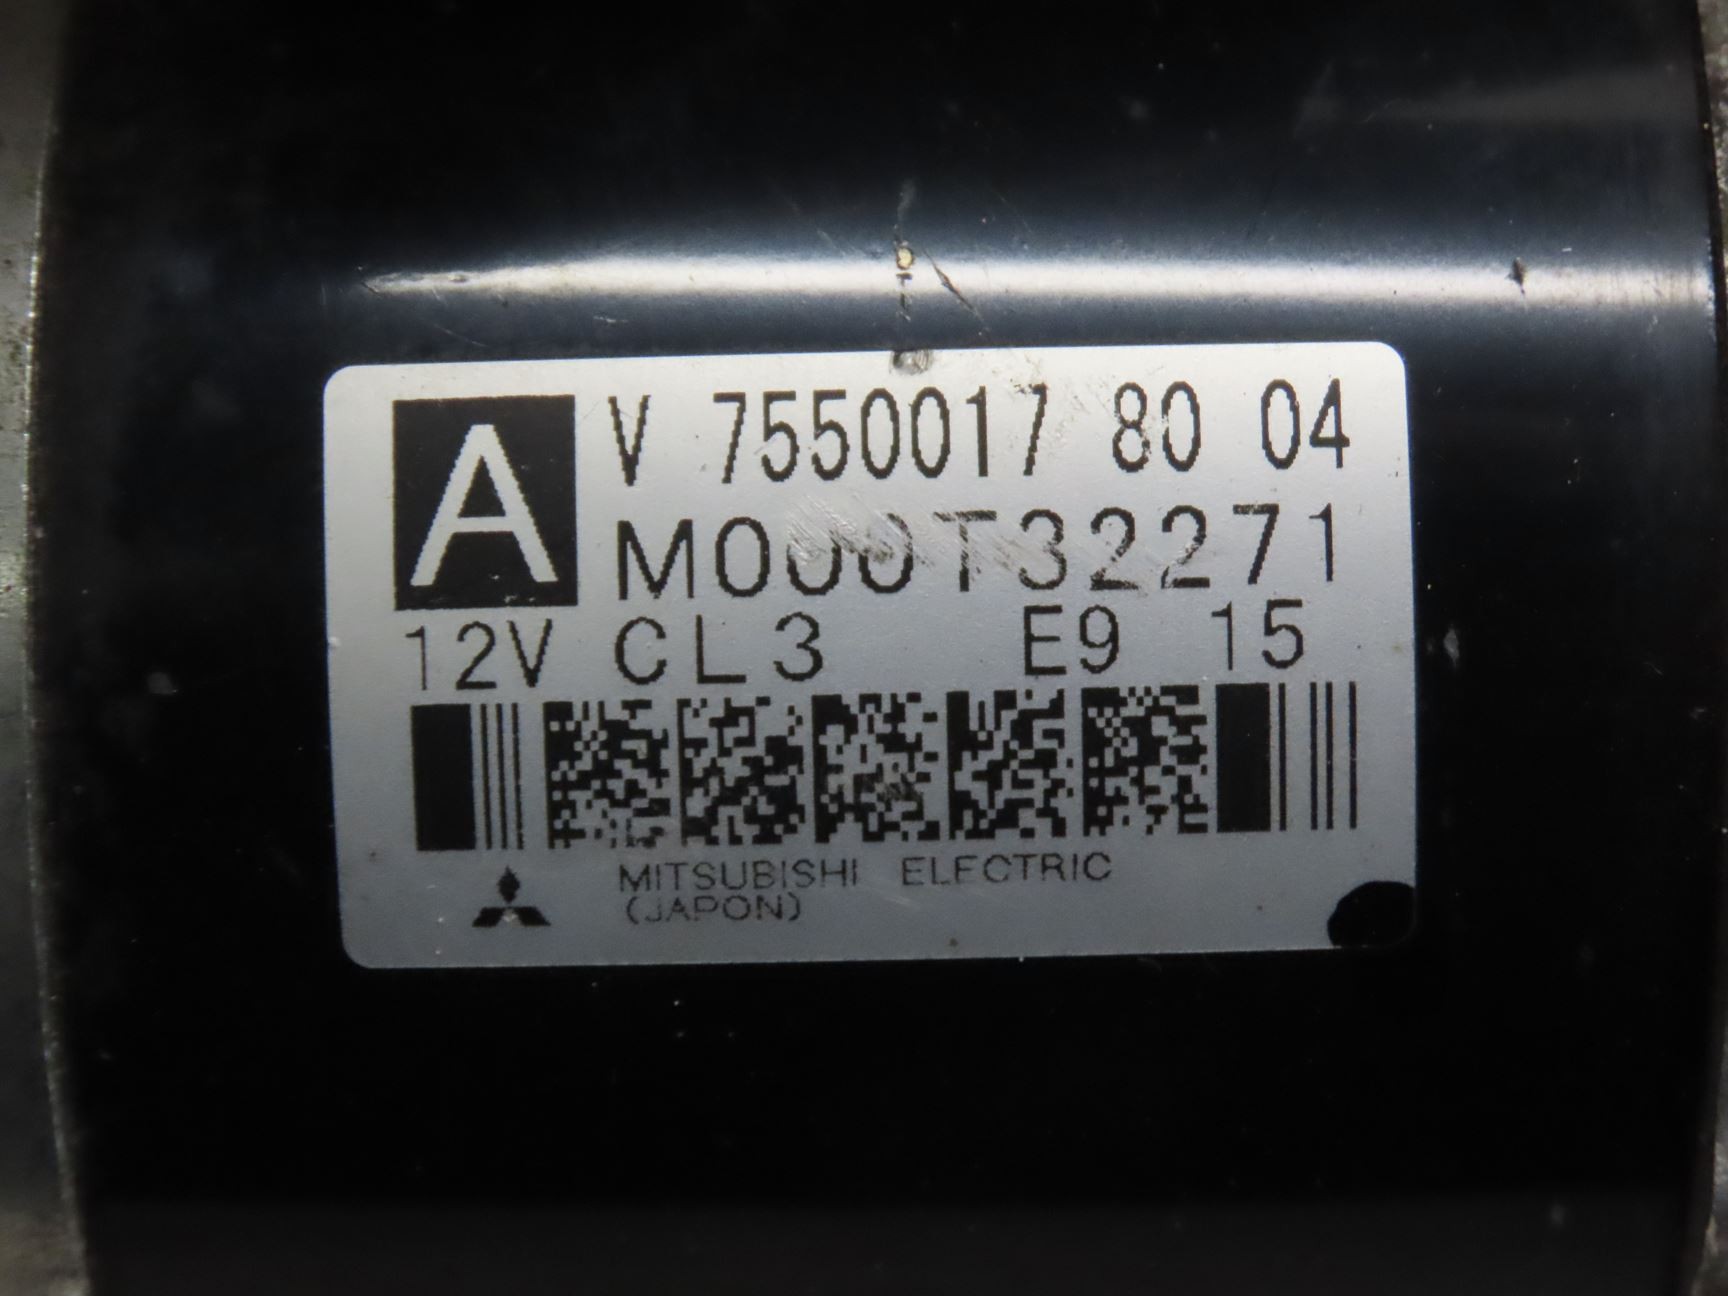 A
V 7550017 80 04
M000T32271
12V CL3 E9 15
MITSUBISHI ELECTRIC
(JAPON)